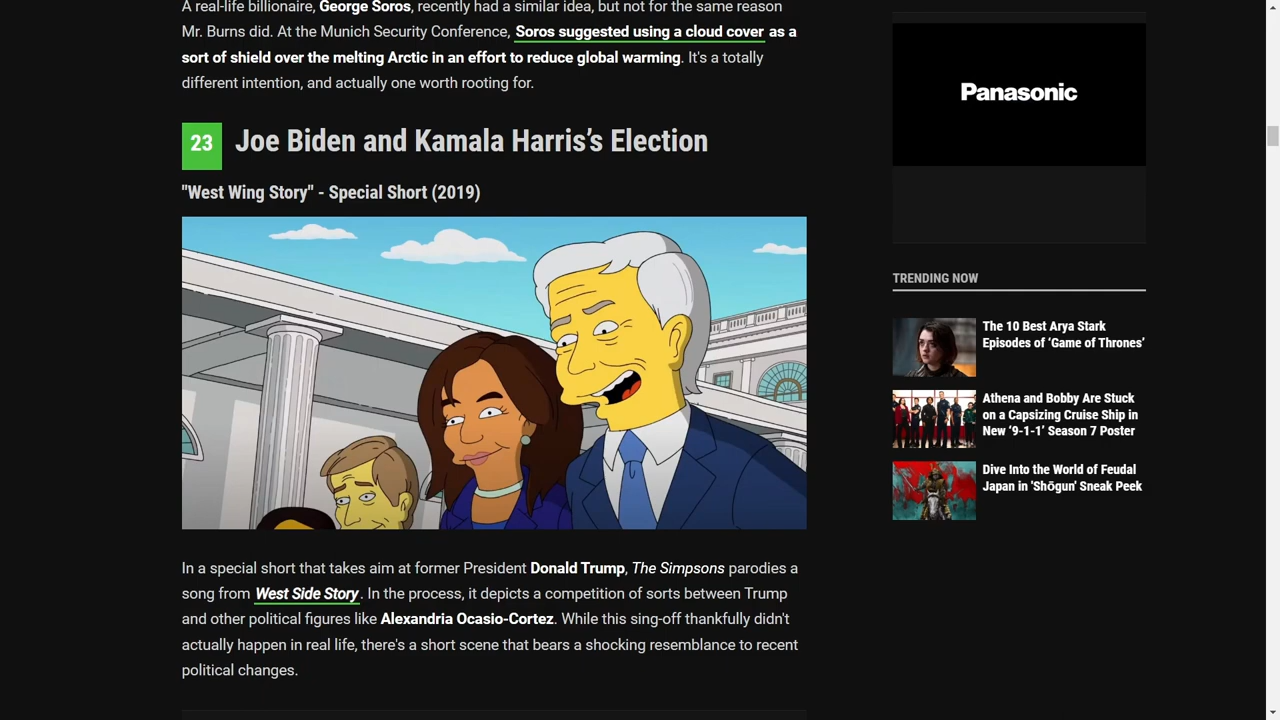 A real-life billionaire, George Soros, recently had a similar idea, but not for the same reason
Mr. Burns did. At the Munich Security Conference, Soros suggested using a cloud cover as a
sort of shield over the melting Arctic in an effort to reduce global warming. It's a totally
different intention, and actually one worth rooting for.
23 Joe Biden and Kamala Harris’s Election
"West Wing Story" - Special Short (2019)
In a special short that takes aim at former President Donald Trump, The Simpsons parodies a
song from West Side Story. In the process, it depicts a competition of sorts between Trump
and other political figures like Alexandria Ocasio-Cortez. While this sing-off thankfully didn't
actually happen in real life, there's a short scene that bears a shocking resemblance to recent
political changes.
Panasonic
TRENDING NOW
The 10 Best Arya Stark
Episodes of ‘Game of Thrones’
Athena and Bobby Are Stuck
on a Capsizing Cruise Ship in
New ‘9-1-1’ Season 7 Poster
Dive Into the World of Feudal
Japan in 'Shōgun' Sneak Peek